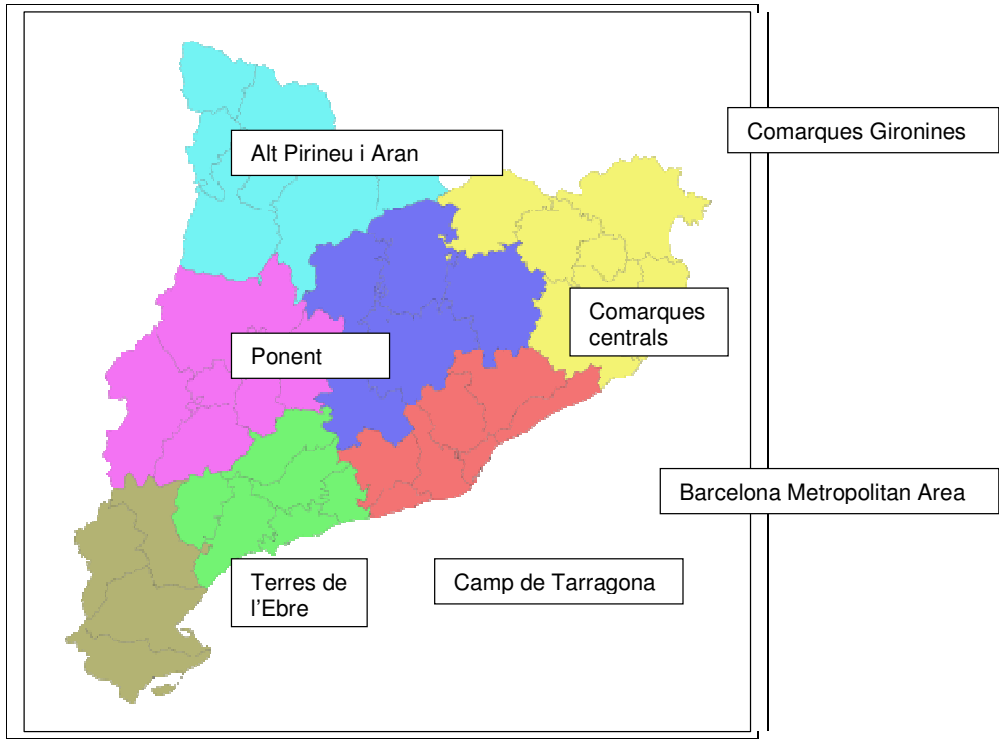 Comarques Gironines
Alt Pirineu i Aran
Comarques
centrals
Ponent
Barcelona Metropolitan Area
Terres de
l'Ebre
Camp de Tarragona